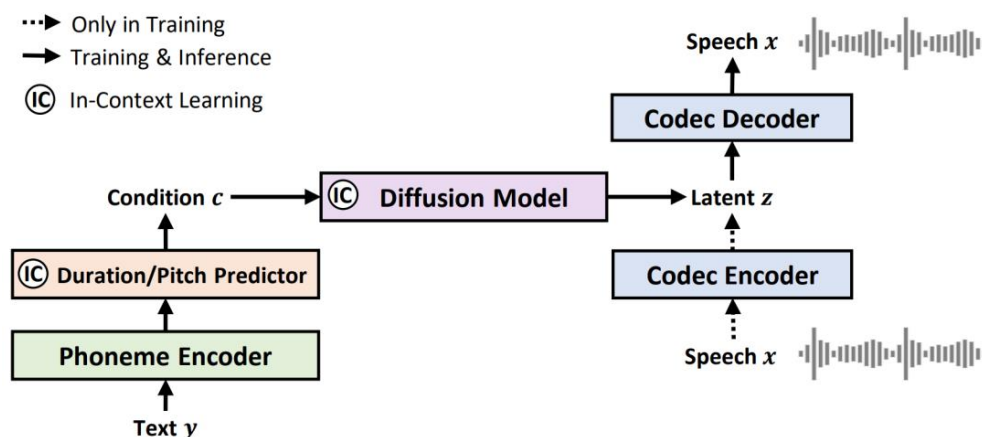 Only in Training
Training & Inference
IC In-Context Learning
Speech x
Codec Decoder
Condition c
IC Diffusion Model
Latent z
IC Duration/Pitch Predictor
Codec Encoder
Phoneme Encoder
Speech x
Text y